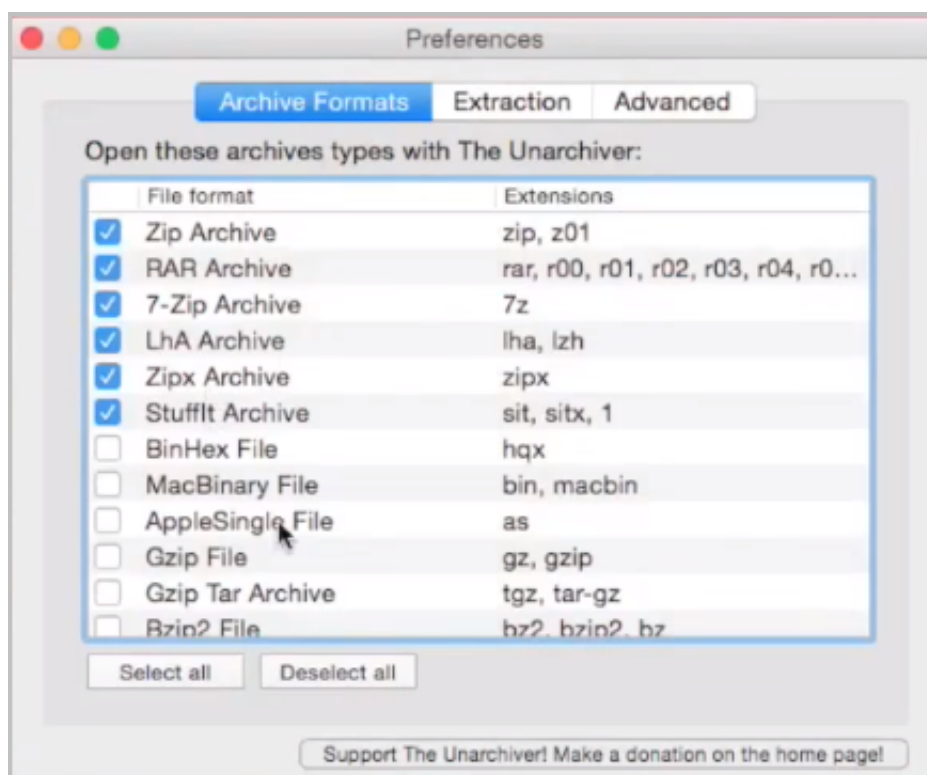 Preferences
Archive Formats Extraction Advanced
Open these archives types with The Unarchiver:
File format Extensions
Zip Archive zip, z01
RAR Archive rar, r00, r01, r02, r03, r04, r0...
7-Zip Archive 7z
LhA Archive lha, lzh
Zipx Archive zipx
StuffIt Archive sit, sitx, 1
BinHex File hqx
MacBinary File bin, macbin
AppleSingle File as
Gzip File gz, gzip
Gzip Tar Archive tgz, tar-gz
Bzip2 File bz2, bzip2, bz
Select all Deselect all
Support The Unarchiver! Make a donation on the home page!